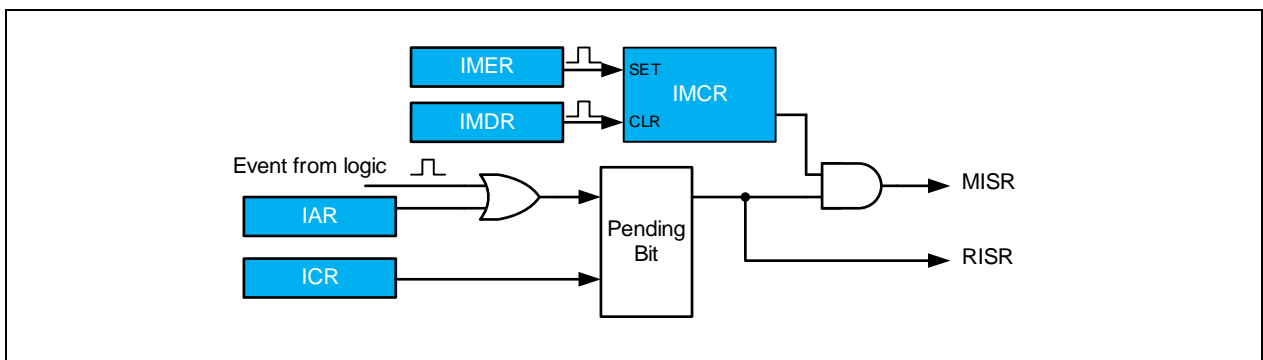 IMER
SET
IMCR
IMDR
CLR
Event from logic
MISR
IAR
Pending
Bit
RISR
ICR